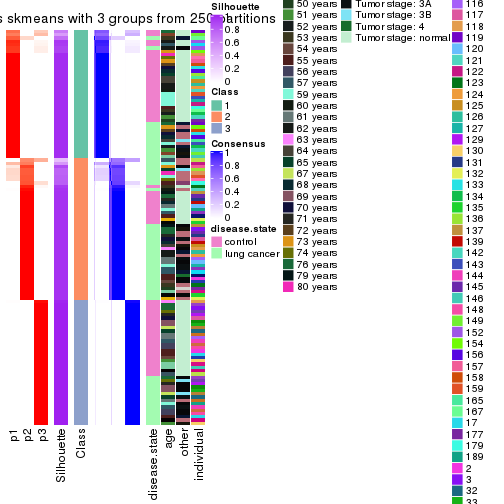 s skmeans with 3 groups from 250 partitions
Silhouette
1
0.8
0.6
0.4
0.2
0
Class
1
2
3
Consensus
1
0.8
0.6
0.4
0.2
0
disease.state
control
lung cancer
50 years
51 years
52 years
53 years
54 years
55 years
56 years
57 years
59 years
60 years
61 years
62 years
63 years
64 years
65 years
67 years
68 years
69 years
70 years
71 years
72 years
73 years
74 years
76 years
79 years
80 years
Tumor stage: 3A
Tumor stage: 3B
Tumor stage: 4
Tumor stage: normal
116
117
118
119
120
121
122
123
124
125
126
127
129
130
131
132
133
134
135
136
137
139
142
143
144
145
146
148
149
152
154
156
157
158
159
165
167
17
177
179
189
2
3
32
33
p1
p2
p3
Silhouette
Class
disease.state
age
other
individual